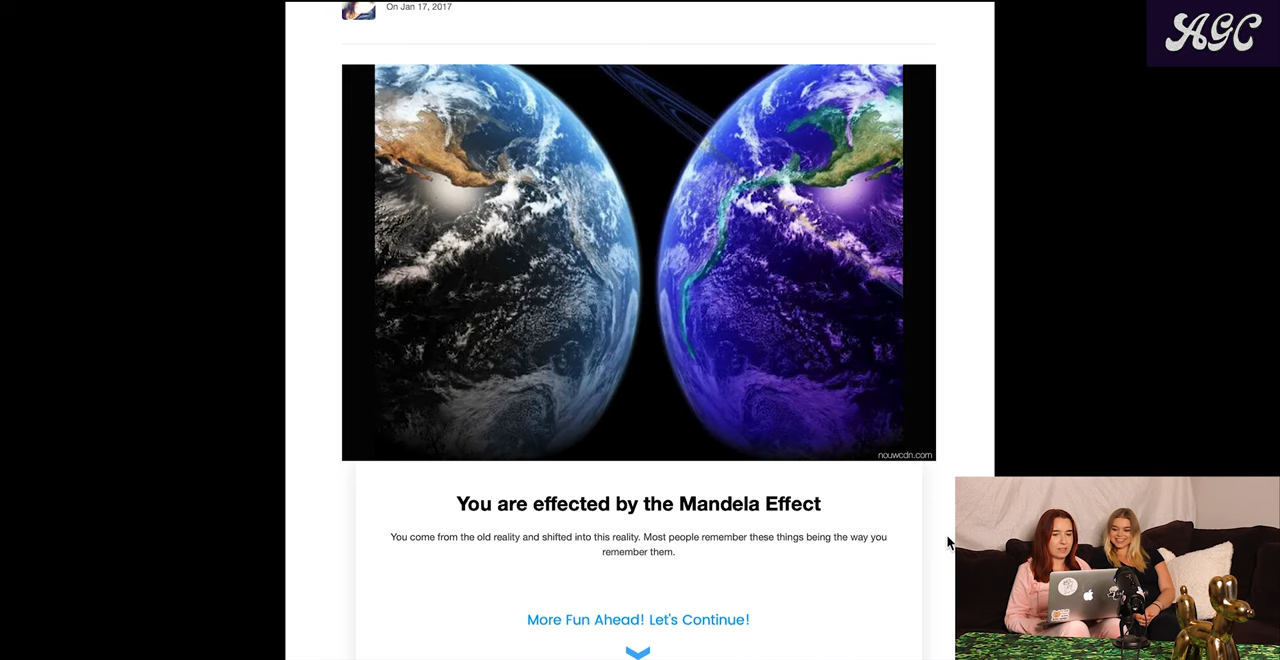 On Jan 17, 2017
AGC
nouwcdn.com
You are effected by the Mandela Effect
You come from the old reality and shifted into this reality. Most people remember these things being the way you
remember them.
More Fun Ahead! Let's Continue!